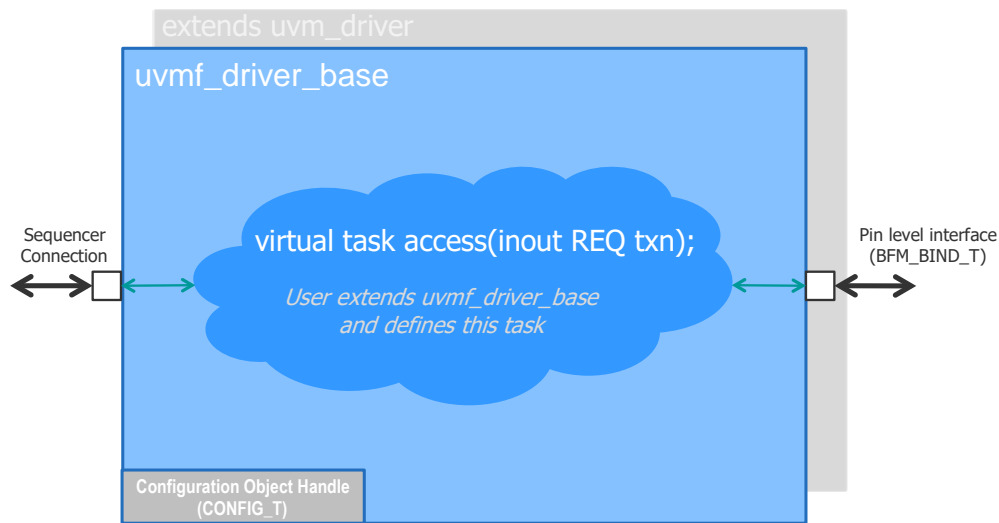 extends uvm_driver
uvmf_driver_base
virtual task access(inout REQ txn);
User extends uvmf_driver_base
and defines this task
Sequencer
Connection
Pin level interface
(BFM_BIND_T)
Configuration Object Handle
(CONFIG_T)